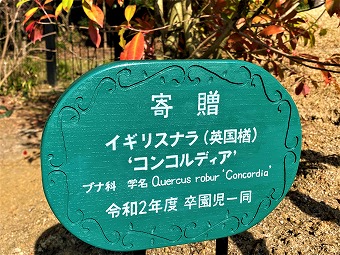 寄贈
イギリスナラ(英国楢)
‘コンコルディア’
ブナ科 学名 Quercus robur ‘Concordia’
令和2年度 卒園児一同